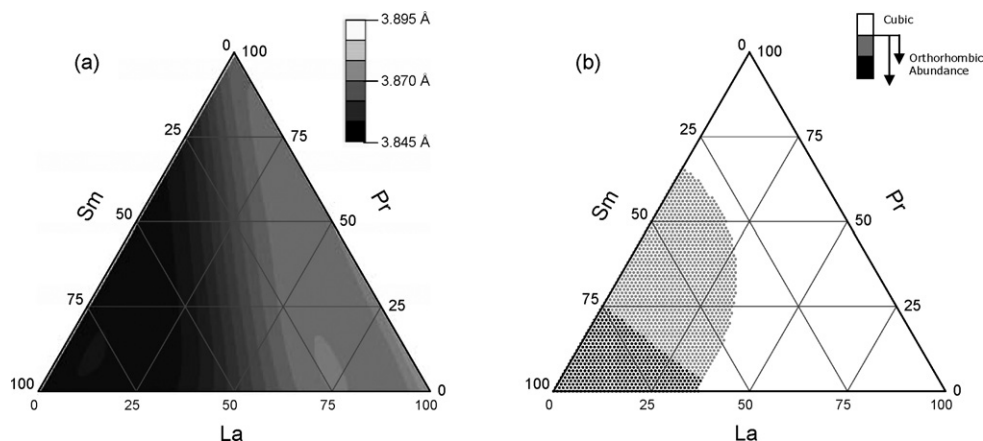 (a)
0 100
3.895 Å
3.870 Å
3.845 Å
25 75
Sm Pr
50 50
75 25
100 0
0 25 50 75 100
La
(b)
Cubic
Orthorhombic
Abundance
0 100
25 75
Sm Pr
50 50
75 25
100 0
0 25 50 75 100
La